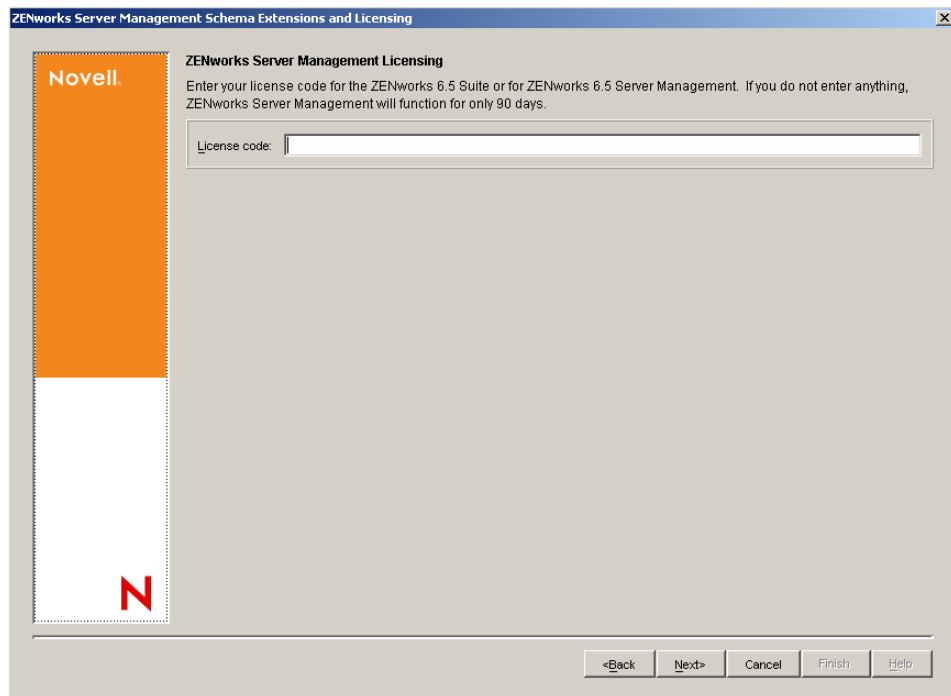 ZENworks Server Management Schema Extensions and Licensing
Novell.
ZENworks Server Management Licensing
Enter your license code for the ZENworks 6.5 Suite or for ZENworks 6.5 Server Management. If you do not enter anything,
ZENworks Server Management will function for only 90 days.
License code:
N
<Back Next> Cancel Finish Help